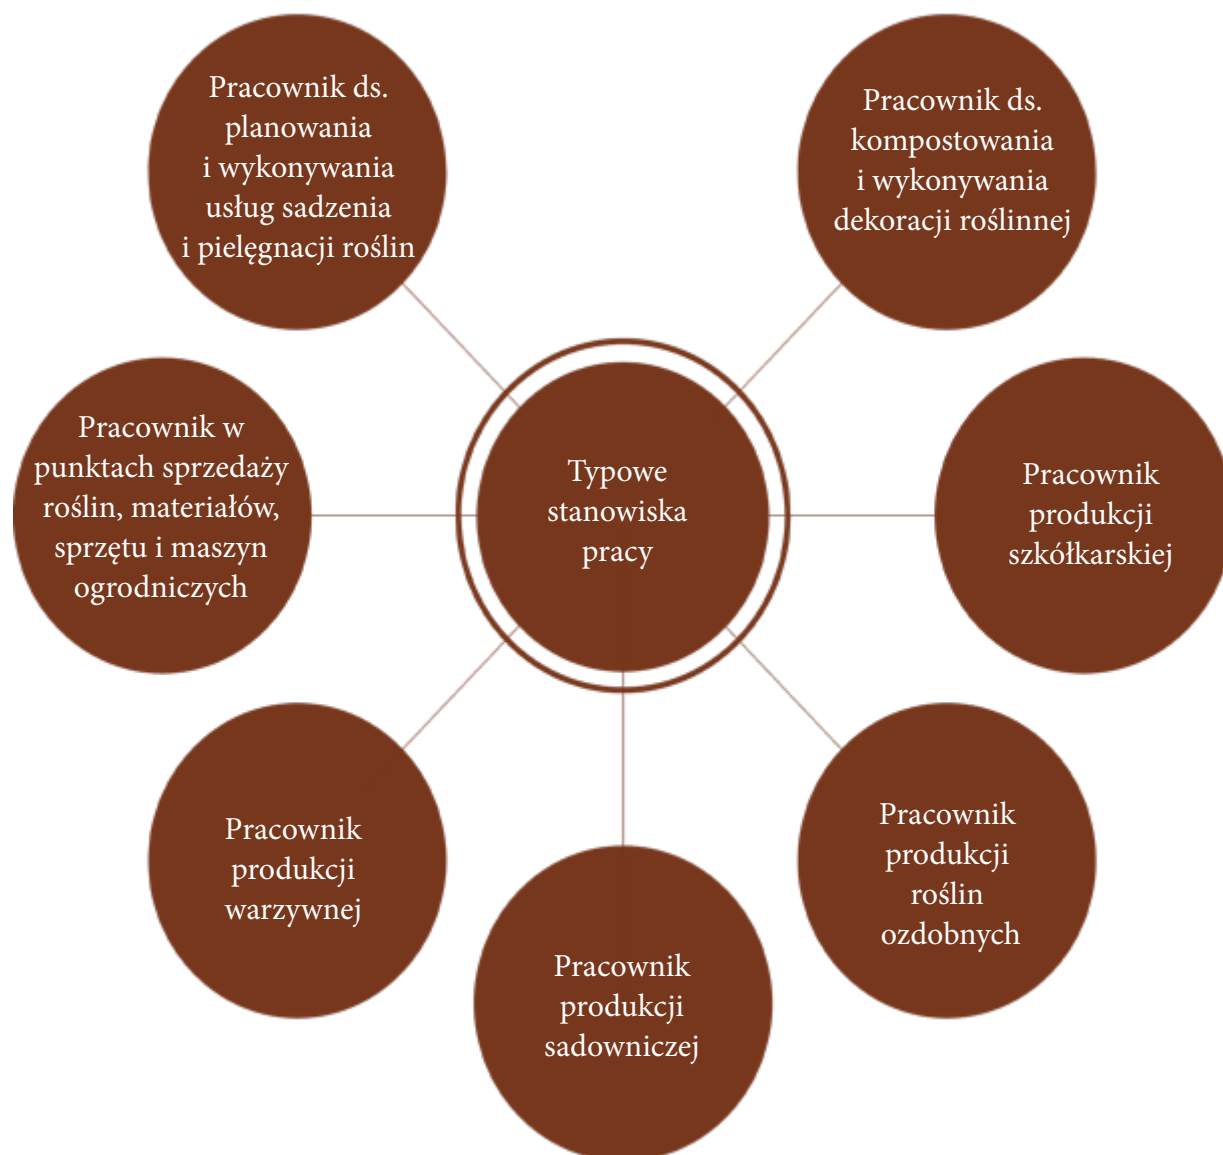 Pracownik ds.
planowania
i wykonywania
usług sadzenia
i pielęgnacji roślin
Pracownik ds.
kompostowania
i wykonywania
dekoracji roślinnej
Pracownik w
punktach sprzedaży
roślin, materiałów,
sprzętu i maszyn
ogrodniczych
Typowe
stanowiska
pracy
Pracownik
produkcji
szkółkarskiej
Pracownik
produkcji
warzywnej
Pracownik
produkcji
roślin
ozdobnych
Pracownik
produkcji
sadowniczej